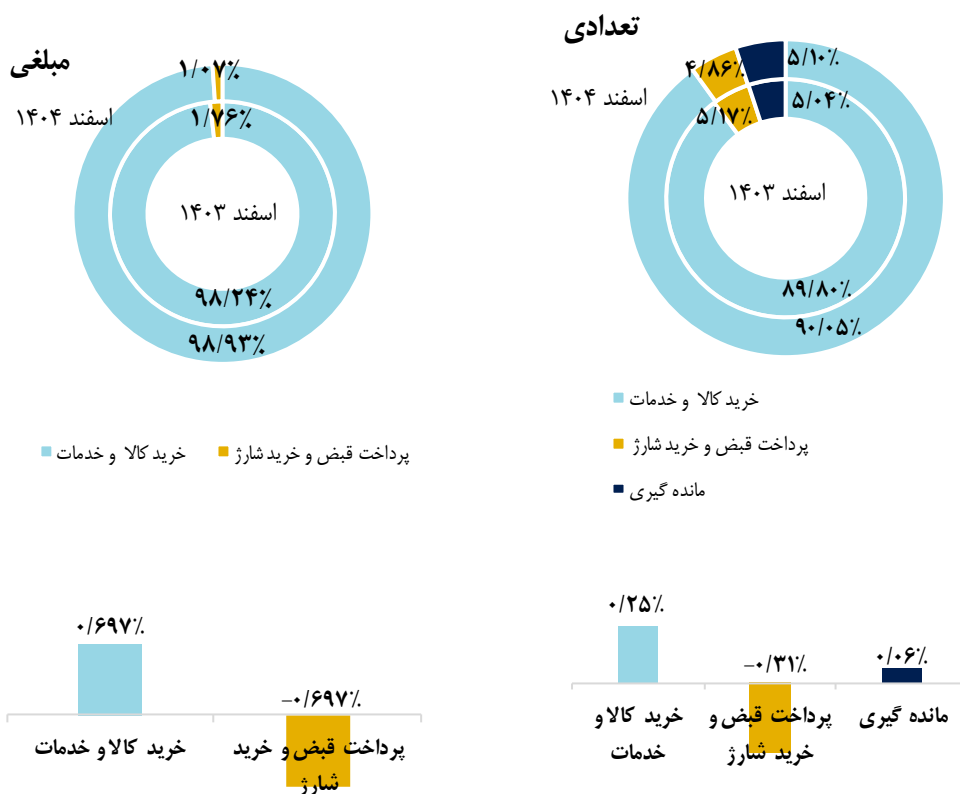 تعدادی
۵/۱۰٪
۴/۸۶٪
اسفند ۱۴۰۴
۵/۰۴٪
۵/۱۷٪
اسفند ۱۴۰۳
۸۹/۸۰٪
۹۰/۰۵٪
خرید کالا و خدمات
پرداخت قبض و خرید شارژ
مانده گیری
مبلغی
۱/۰۷٪
اسفند ۱۴۰۴
۱/۷۶٪
اسفند ۱۴۰۳
۹۸/۲۴٪
۹۸/۹۳٪
خرید کالا و خدمات
پرداخت قبض و خرید شارژ
۰/۲۵٪
-۰/۳۱٪
۰/۰۶٪
خرید کالا و
خدمات
پرداخت قبض و
خرید شارژ
مانده گیری
۰/۶۹۷٪
-۰/۶۹۷٪
خرید کالا و خدمات
پرداخت قبض و خرید
شارژ